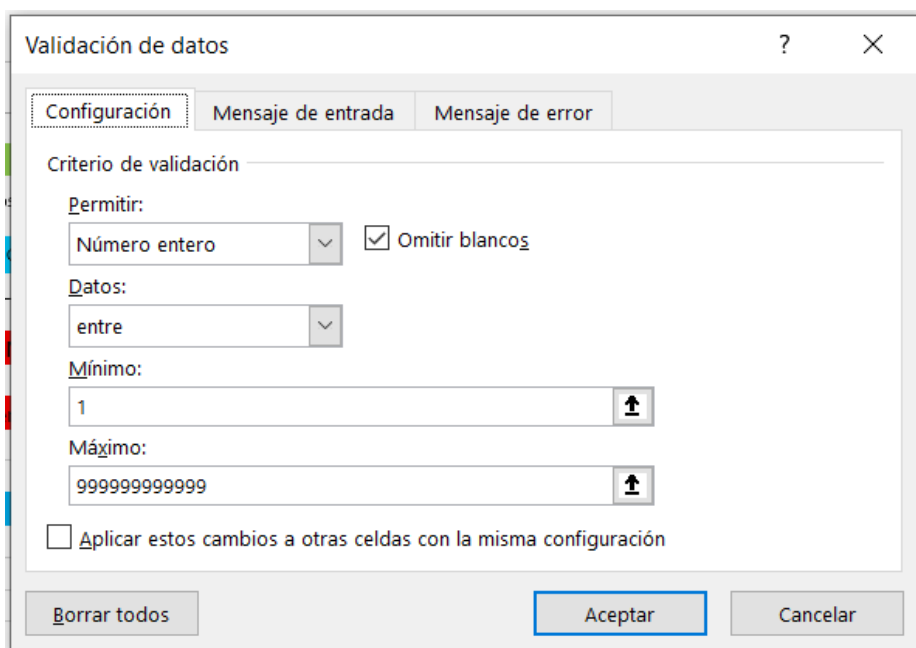 Validación de datos ?
Configuración Mensaje de entrada Mensaje de error
Criterio de validación
Permitir:
Número entero Omitir blancos
Datos:
entre
Mínimo:
1
Máximo:
999999999999
Aplicar estos cambios a otras celdas con la misma configuración
Borrar todos Aceptar Cancelar